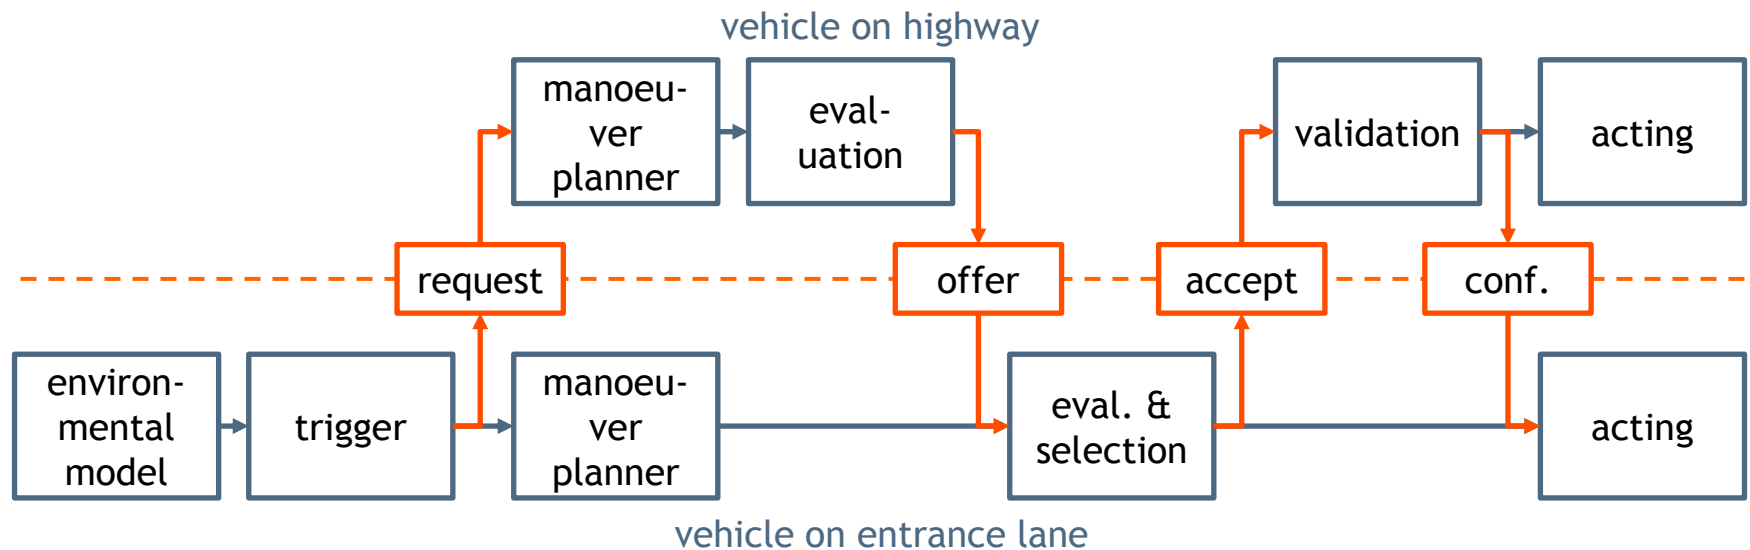 vehicle on highway
manoeu-
ver
planner
eval-
uation
validation
acting
request
offer
accept
conf.
environ-
mental
model
trigger
manoeu-
ver
planner
eval. &
selection
acting
vehicle on entrance lane